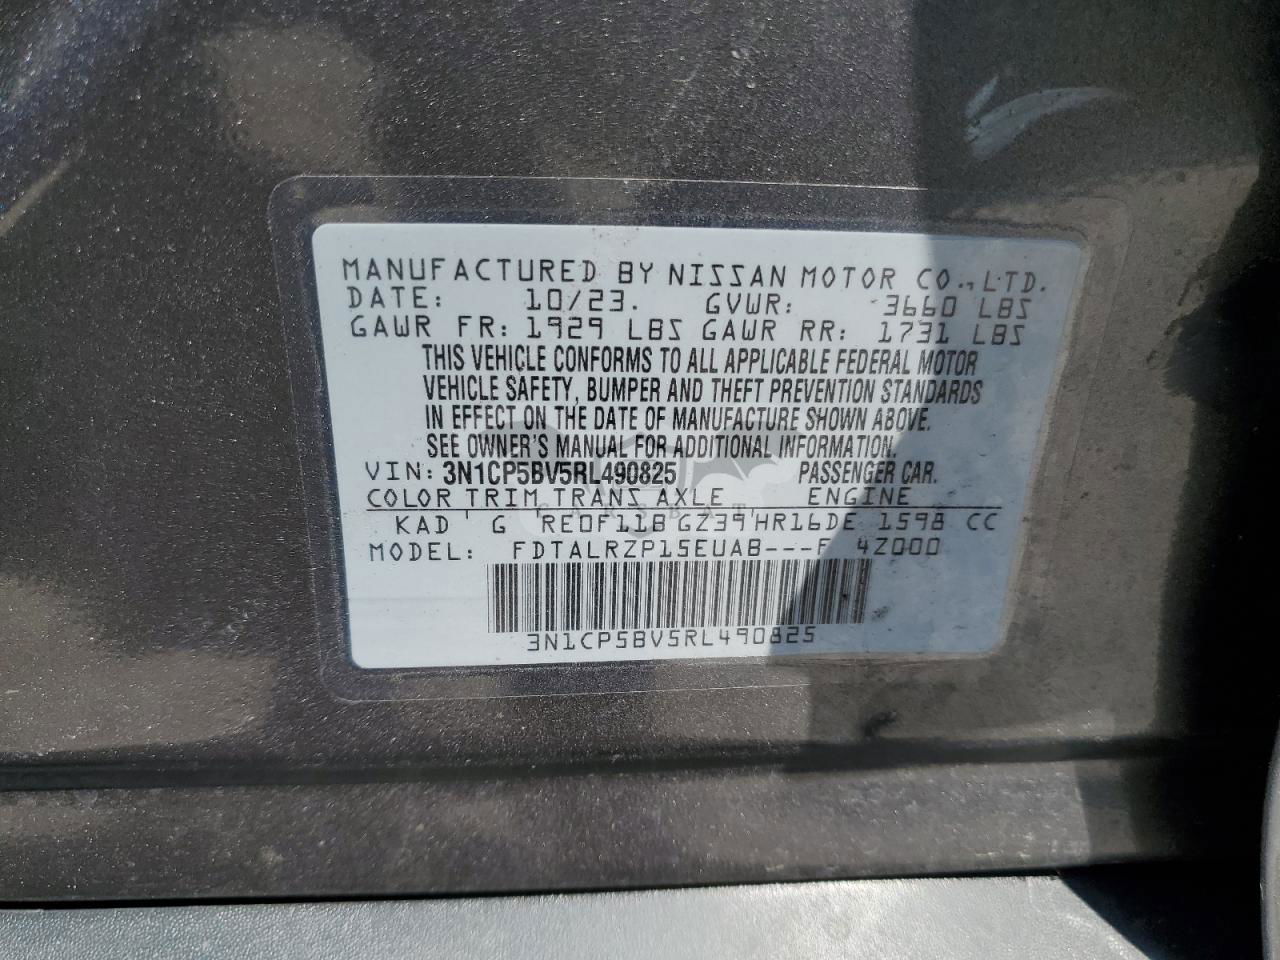 MANUFACTURED BY NISSAN MOTOR CO., LTD.
DATE: 10/23. GVWR: 3660 LBS
GAWR FR: 1929 LBS GAWR RR: 1731 LBS
THIS VEHICLE CONFORMS TO ALL APPLICABLE FEDERAL MOTOR
VEHICLE SAFETY, BUMPER AND THEFT PREVENTION STANDARDS
IN EFFECT ON THE DATE OF MANUFACTURE SHOWN ABOVE.
SEE OWNER'S MANUAL FOR ADDITIONAL INFORMATION.
VIN: 3N1CP5BV5RL490825 PASSENGER CAR.
COLOR TRIM TRANS AXLE ENGINE
KAD G RE0F11B GZ39 HR16DE 1598 CC
MODEL: FDTALRZP15EUAB---F 4Z000
3N1CP5BV5RL490825